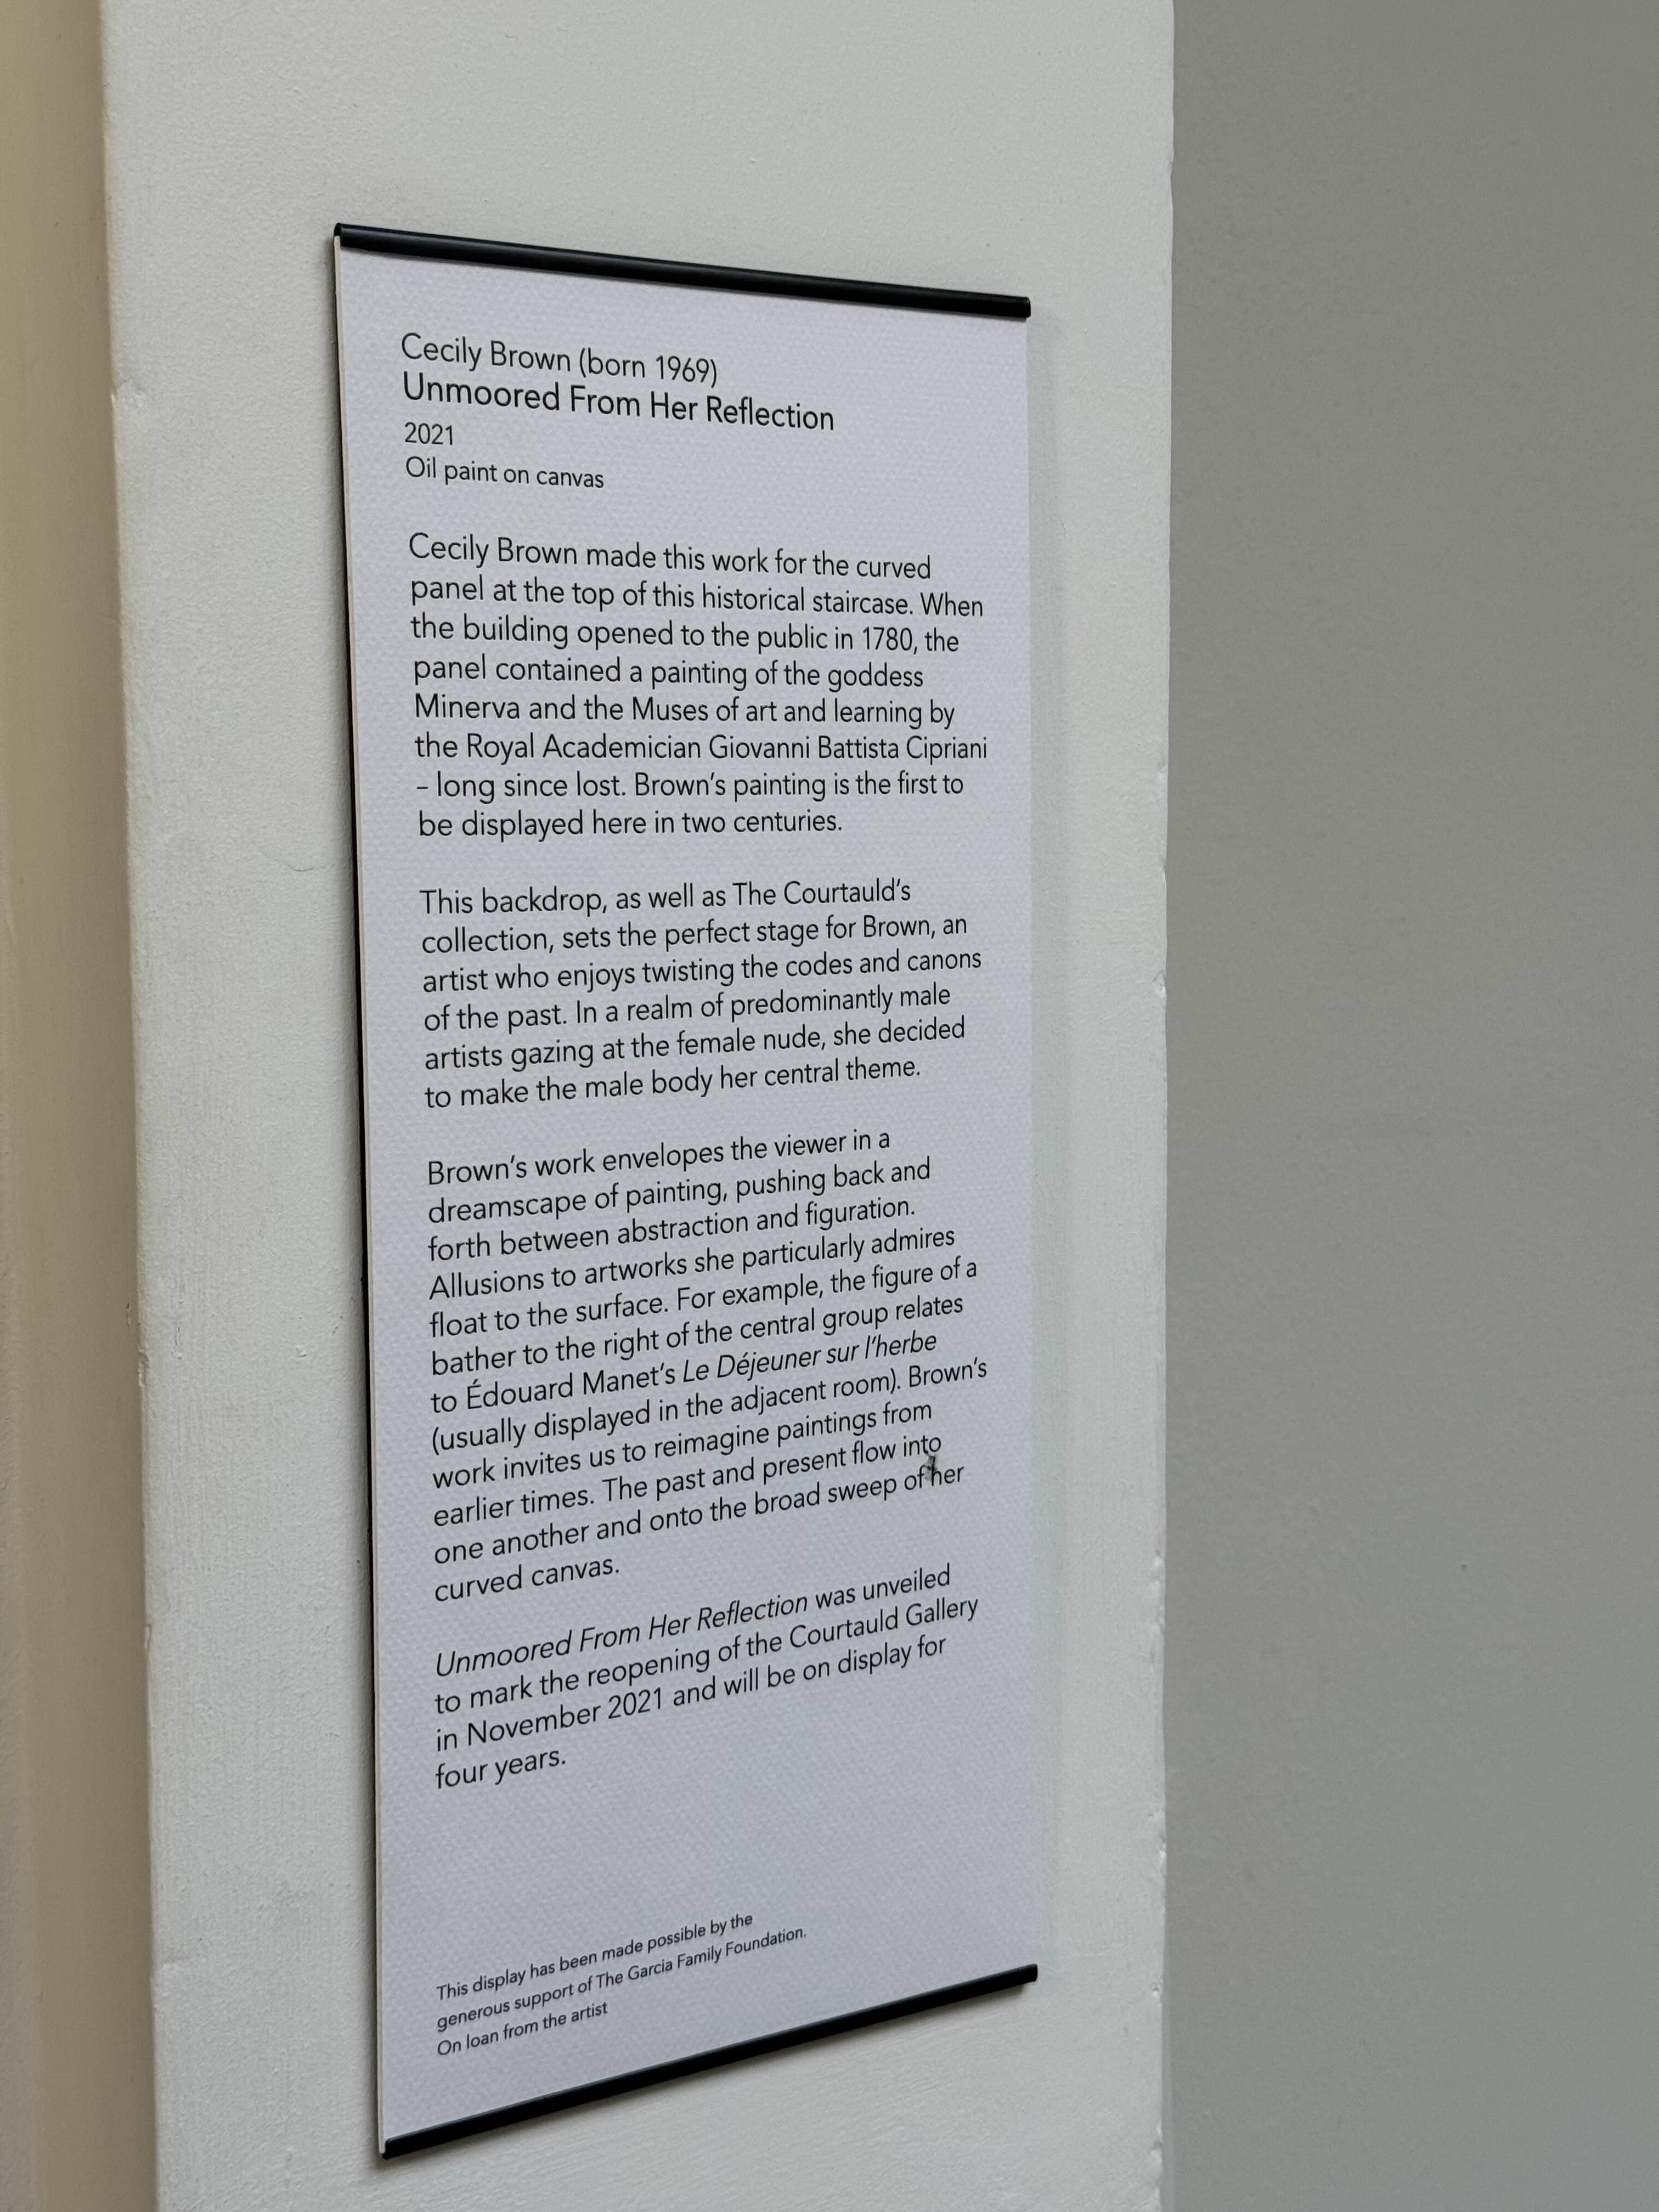 Cecily Brown (born 1969)
Unmoored From Her Reflection
2021
Oil paint on canvas
Cecily Brown made this work for the curved
panel at the top of this historical staircase. When
the building opened to the public in 1780, the
panel contained a painting of the goddess
Minerva and the Muses of art and learning by
the Royal Academician Giovanni Battista Cipriani
– long since lost. Brown's painting is the first to
be displayed here in two centuries.
This backdrop, as well as The Courtauld's
collection, sets the perfect stage for Brown, an
artist who enjoys twisting the codes and canons
of the past. In a realm of predominantly male
artists gazing at the female nude, she decided
to make the male body her central theme.
Brown's work envelopes the viewer in a
dreamscape of painting, pushing back and
forth between abstraction and figuration.
Allusions to artworks she particularly admires
float to the surface. For example, the figure of a
bather to the right of the central group relates
to Édouard Manet's Le Déjeuner sur l'herbe
(usually displayed in the adjacent room). Brown's
work invites us to reimagine paintings from
earlier times. The past and present flow into
one another and onto the broad sweep of her
curved canvas.
Unmoored From Her Reflection was unveiled
to mark the reopening of the Courtauld Gallery
in November 2021 and will be on display for
four years.
This display has been made possible by the
generous support of The Garcia Family Foundation.
On loan from the artist